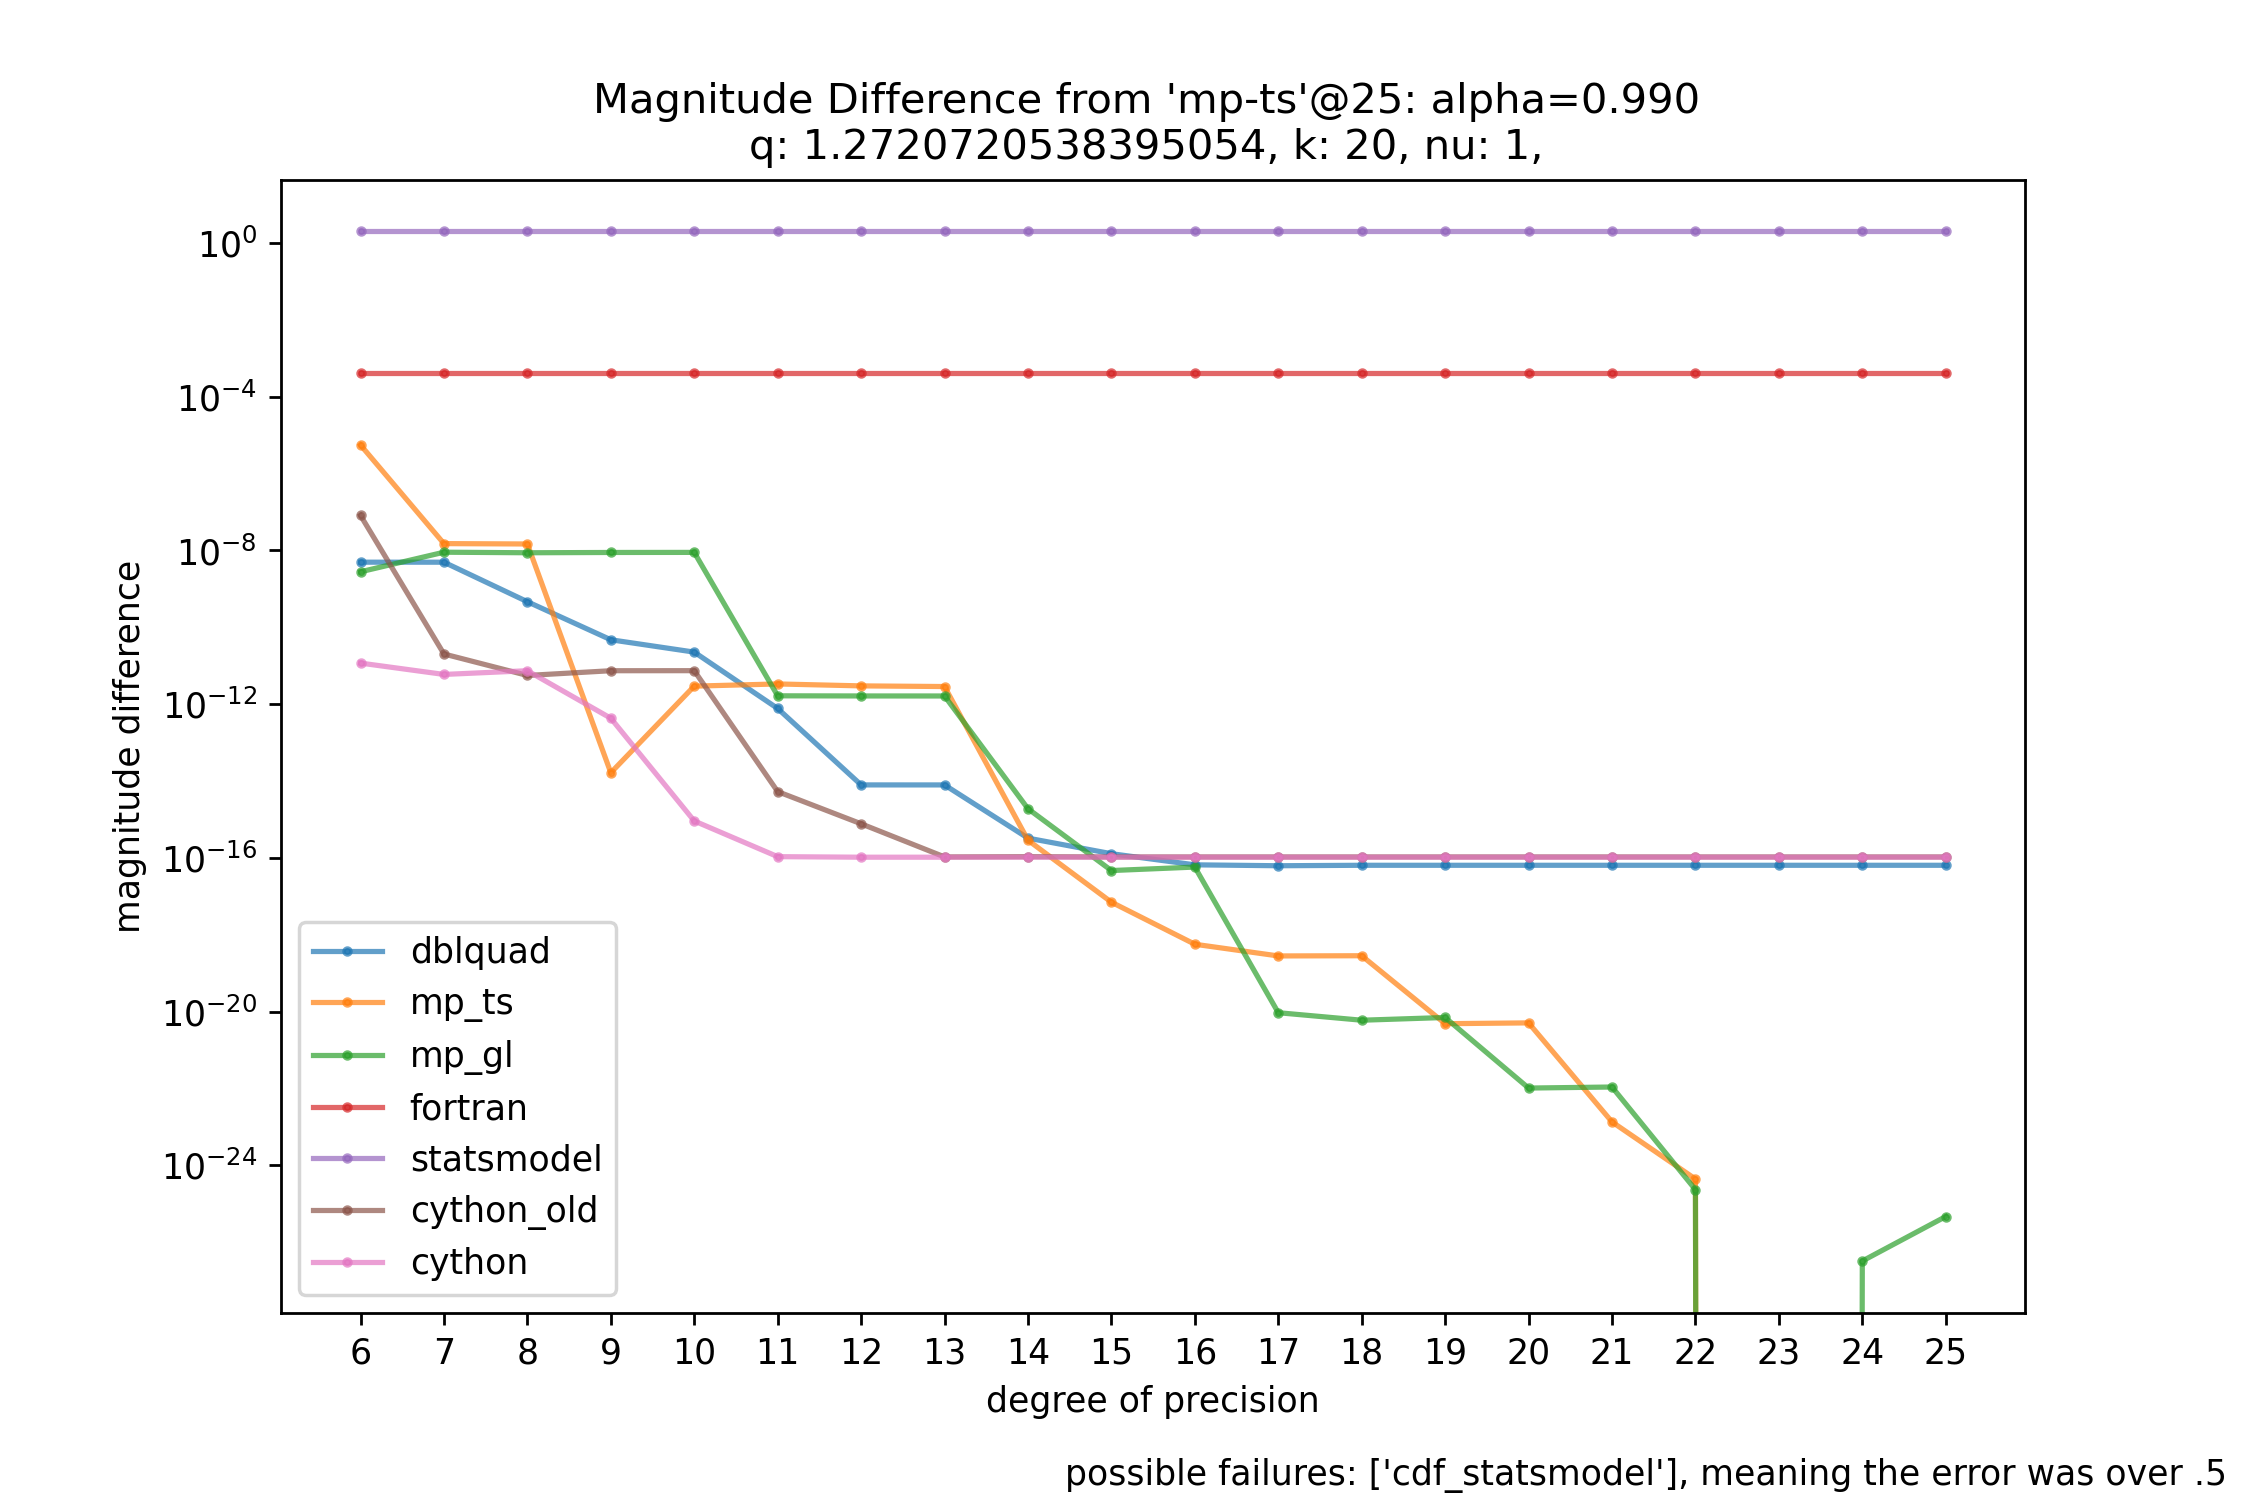 Magnitude Difference from 'mp-ts'@25: alpha=0.990
q: 1.2720720538395054, k: 20, nu: 1,
magnitude difference
10^0
10^-4
10^-8
10^-12
10^-16
10^-20
10^-24
dblquad
mp_ts
mp_gl
fortran
statsmodel
cython_old
cython
6 7 8 9 10 11 12 13 14 15 16 17 18 19 20 21 22 23 24 25
degree of precision
possible failures: ['cdf_statsmodel'], meaning the error was over .5